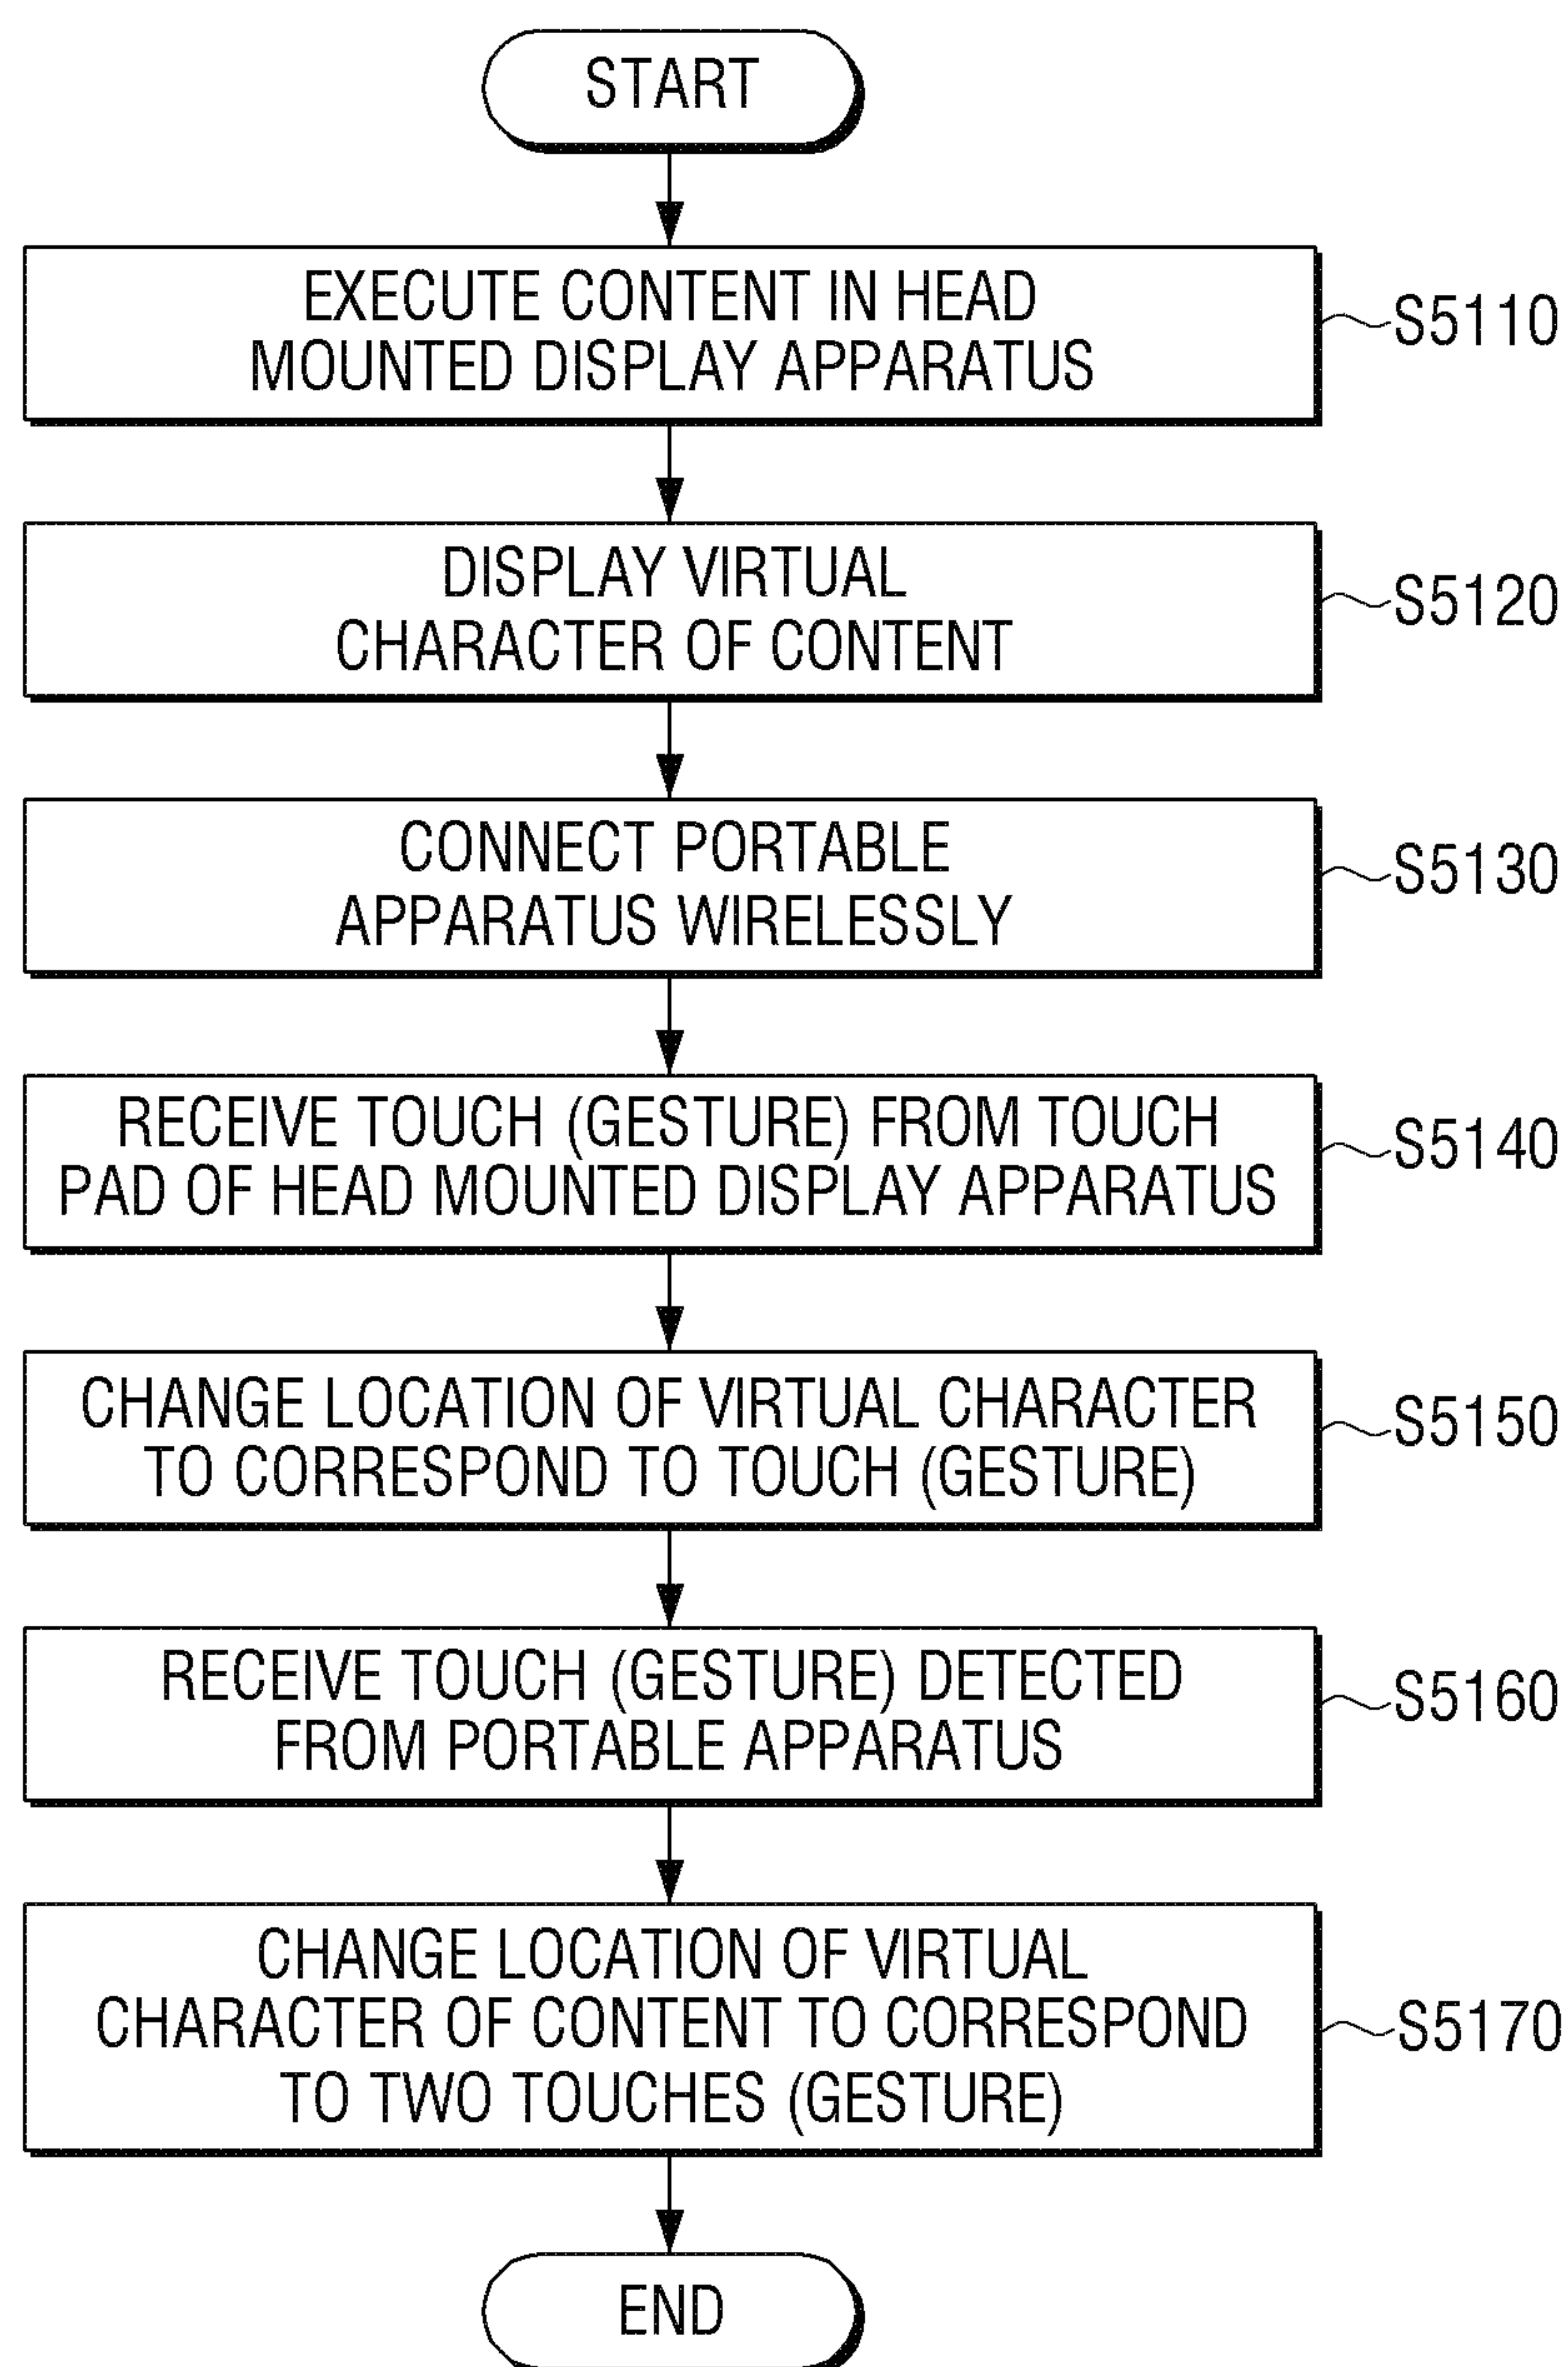 START
EXECUTE CONTENT IN HEAD
MOUNTED DISPLAY APPARATUS
S5110
DISPLAY VIRTUAL
CHARACTER OF CONTENT
S5120
CONNECT PORTABLE
APPARATUS WIRELESSLY
S5130
RECEIVE TOUCH (GESTURE) FROM TOUCH
PAD OF HEAD MOUNTED DISPLAY APPARATUS
S5140
CHANGE LOCATION OF VIRTUAL CHARACTER
TO CORRESPOND TO TOUCH (GESTURE)
S5150
RECEIVE TOUCH (GESTURE) DETECTED
FROM PORTABLE APPARATUS
S5160
CHANGE LOCATION OF VIRTUAL
CHARACTER OF CONTENT TO CORRESPOND
TO TWO TOUCHES (GESTURE)
S5170
END